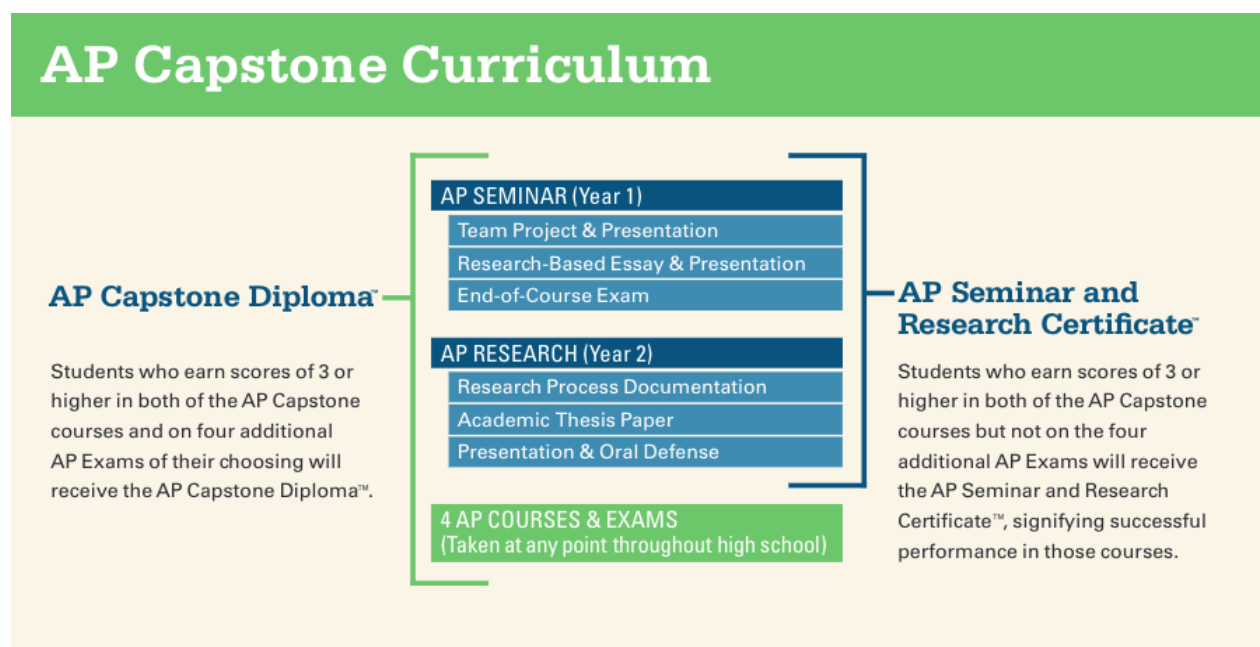 AP Capstone Curriculum
AP Capstone Diploma™
Students who earn scores of 3 or
higher in both of the AP Capstone
courses and on four additional
AP Exams of their choosing will
receive the AP Capstone Diploma™.
AP SEMINAR (Year 1)
Team Project & Presentation
Research-Based Essay & Presentation
End-of-Course Exam
AP RESEARCH (Year 2)
Research Process Documentation
Academic Thesis Paper
Presentation & Oral Defense
4 AP COURSES & EXAMS
(Taken at any point throughout high school)
AP Seminar and
Research Certificate™
Students who earn scores of 3 or
higher in both of the AP Capstone
courses but not on the four
additional AP Exams will receive
the AP Seminar and Research
Certificate™, signifying successful
performance in those courses.